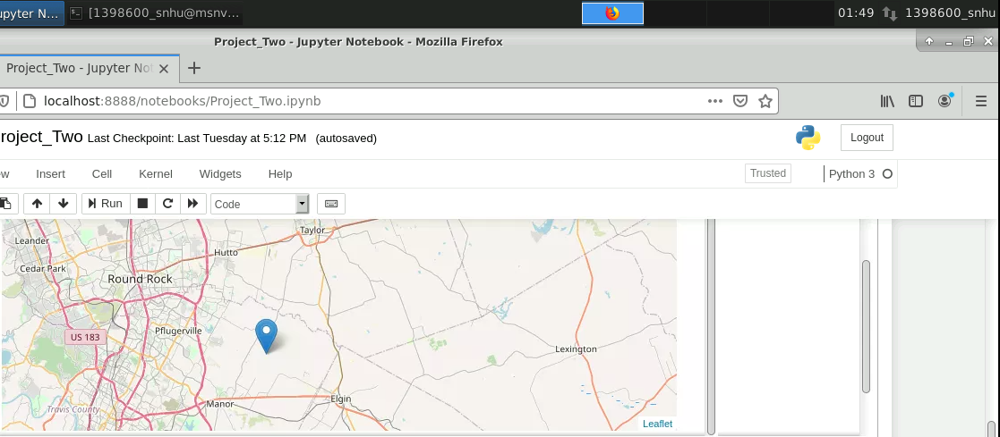 upyter N...
[1398600_snhu@msnv...
01:49
1398600_snhu
Project_Two - Jupyter Notebook - Mozilla Firefox
Project_Two - Jupyter Not
localhost:8888/notebooks/Project_Two.ipynb
roject_Two Last Checkpoint: Last Tuesday at 5:12 PM (autosaved)
Logout
ew Insert Cell Kernel Widgets Help
Trusted
Python 3
Run
Code
Taylor
Leander
Hutto
Cedar Park
Round Rock
Pflugerville
US 183
Lexington
Elgin
Manor
Travis County
Leaflet